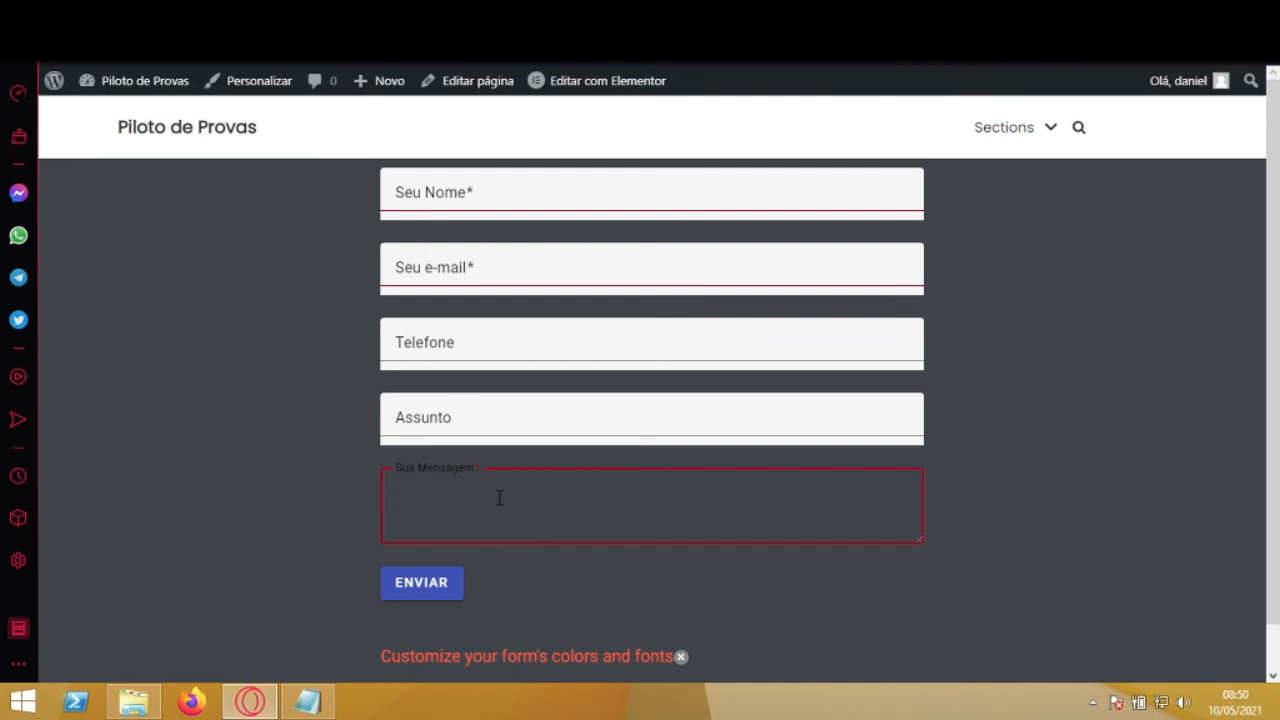 Piloto de Provas
Personalizar
0
Novo
Editar página
Editar com Elementor
Olá, daniel
Piloto de Provas
Sections
Seu Nome*
Seu e-mail*
Telefone
Assunto
Sua Mensagem*
ENVIAR
Customize your form's colors and fonts
08:50
10/05/2021